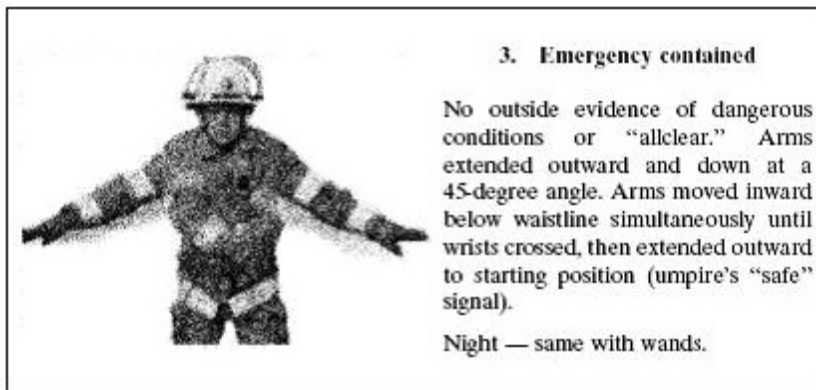 3. Emergency contained
No outside evidence of dangerous
conditions or “allclear.” Arms
extended outward and down at a
45-degree angle. Arms moved inward
below waistline simultaneously until
wrists crossed, then extended outward
to starting position (umpire’s “safe”
signal).
Night — same with wands.